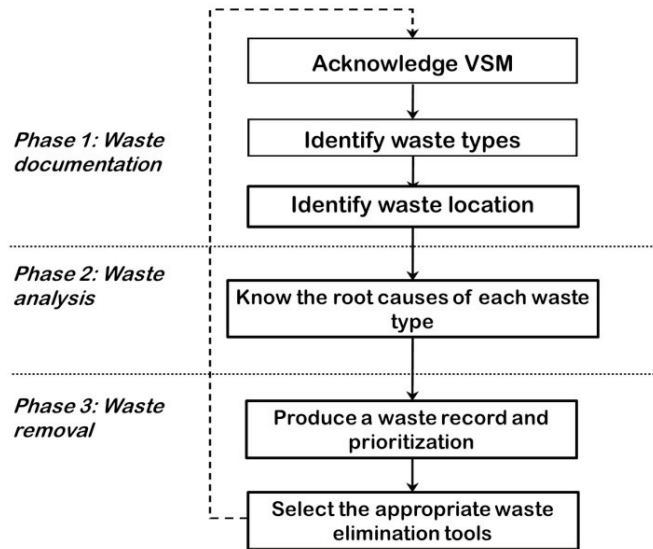 Acknowledge VSM
Phase 1: Waste
documentation
Identify waste types
Identify waste location
Phase 2: Waste
analysis
Know the root causes of each waste
type
Phase 3: Waste
removal
Produce a waste record and
prioritization
Select the appropriate waste
elimination tools